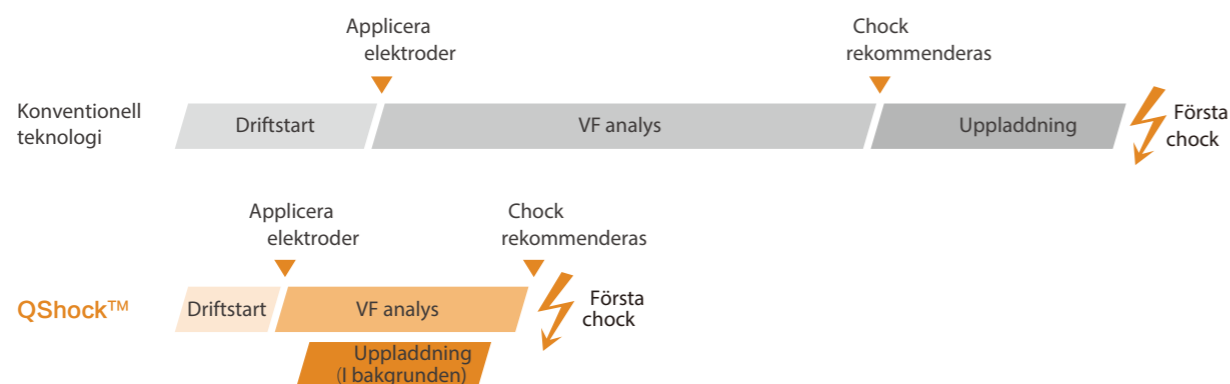 Applicera
elektroder
Chock
rekommenderas
Konventionell
teknologi
Driftstart
VF analys
Uppladdning
Första
chock
Applicera
elektroder
Chock
rekommenderas
QShock™
Driftstart
VF analys
Första
chock
Uppladdning
(I bakgrunden)